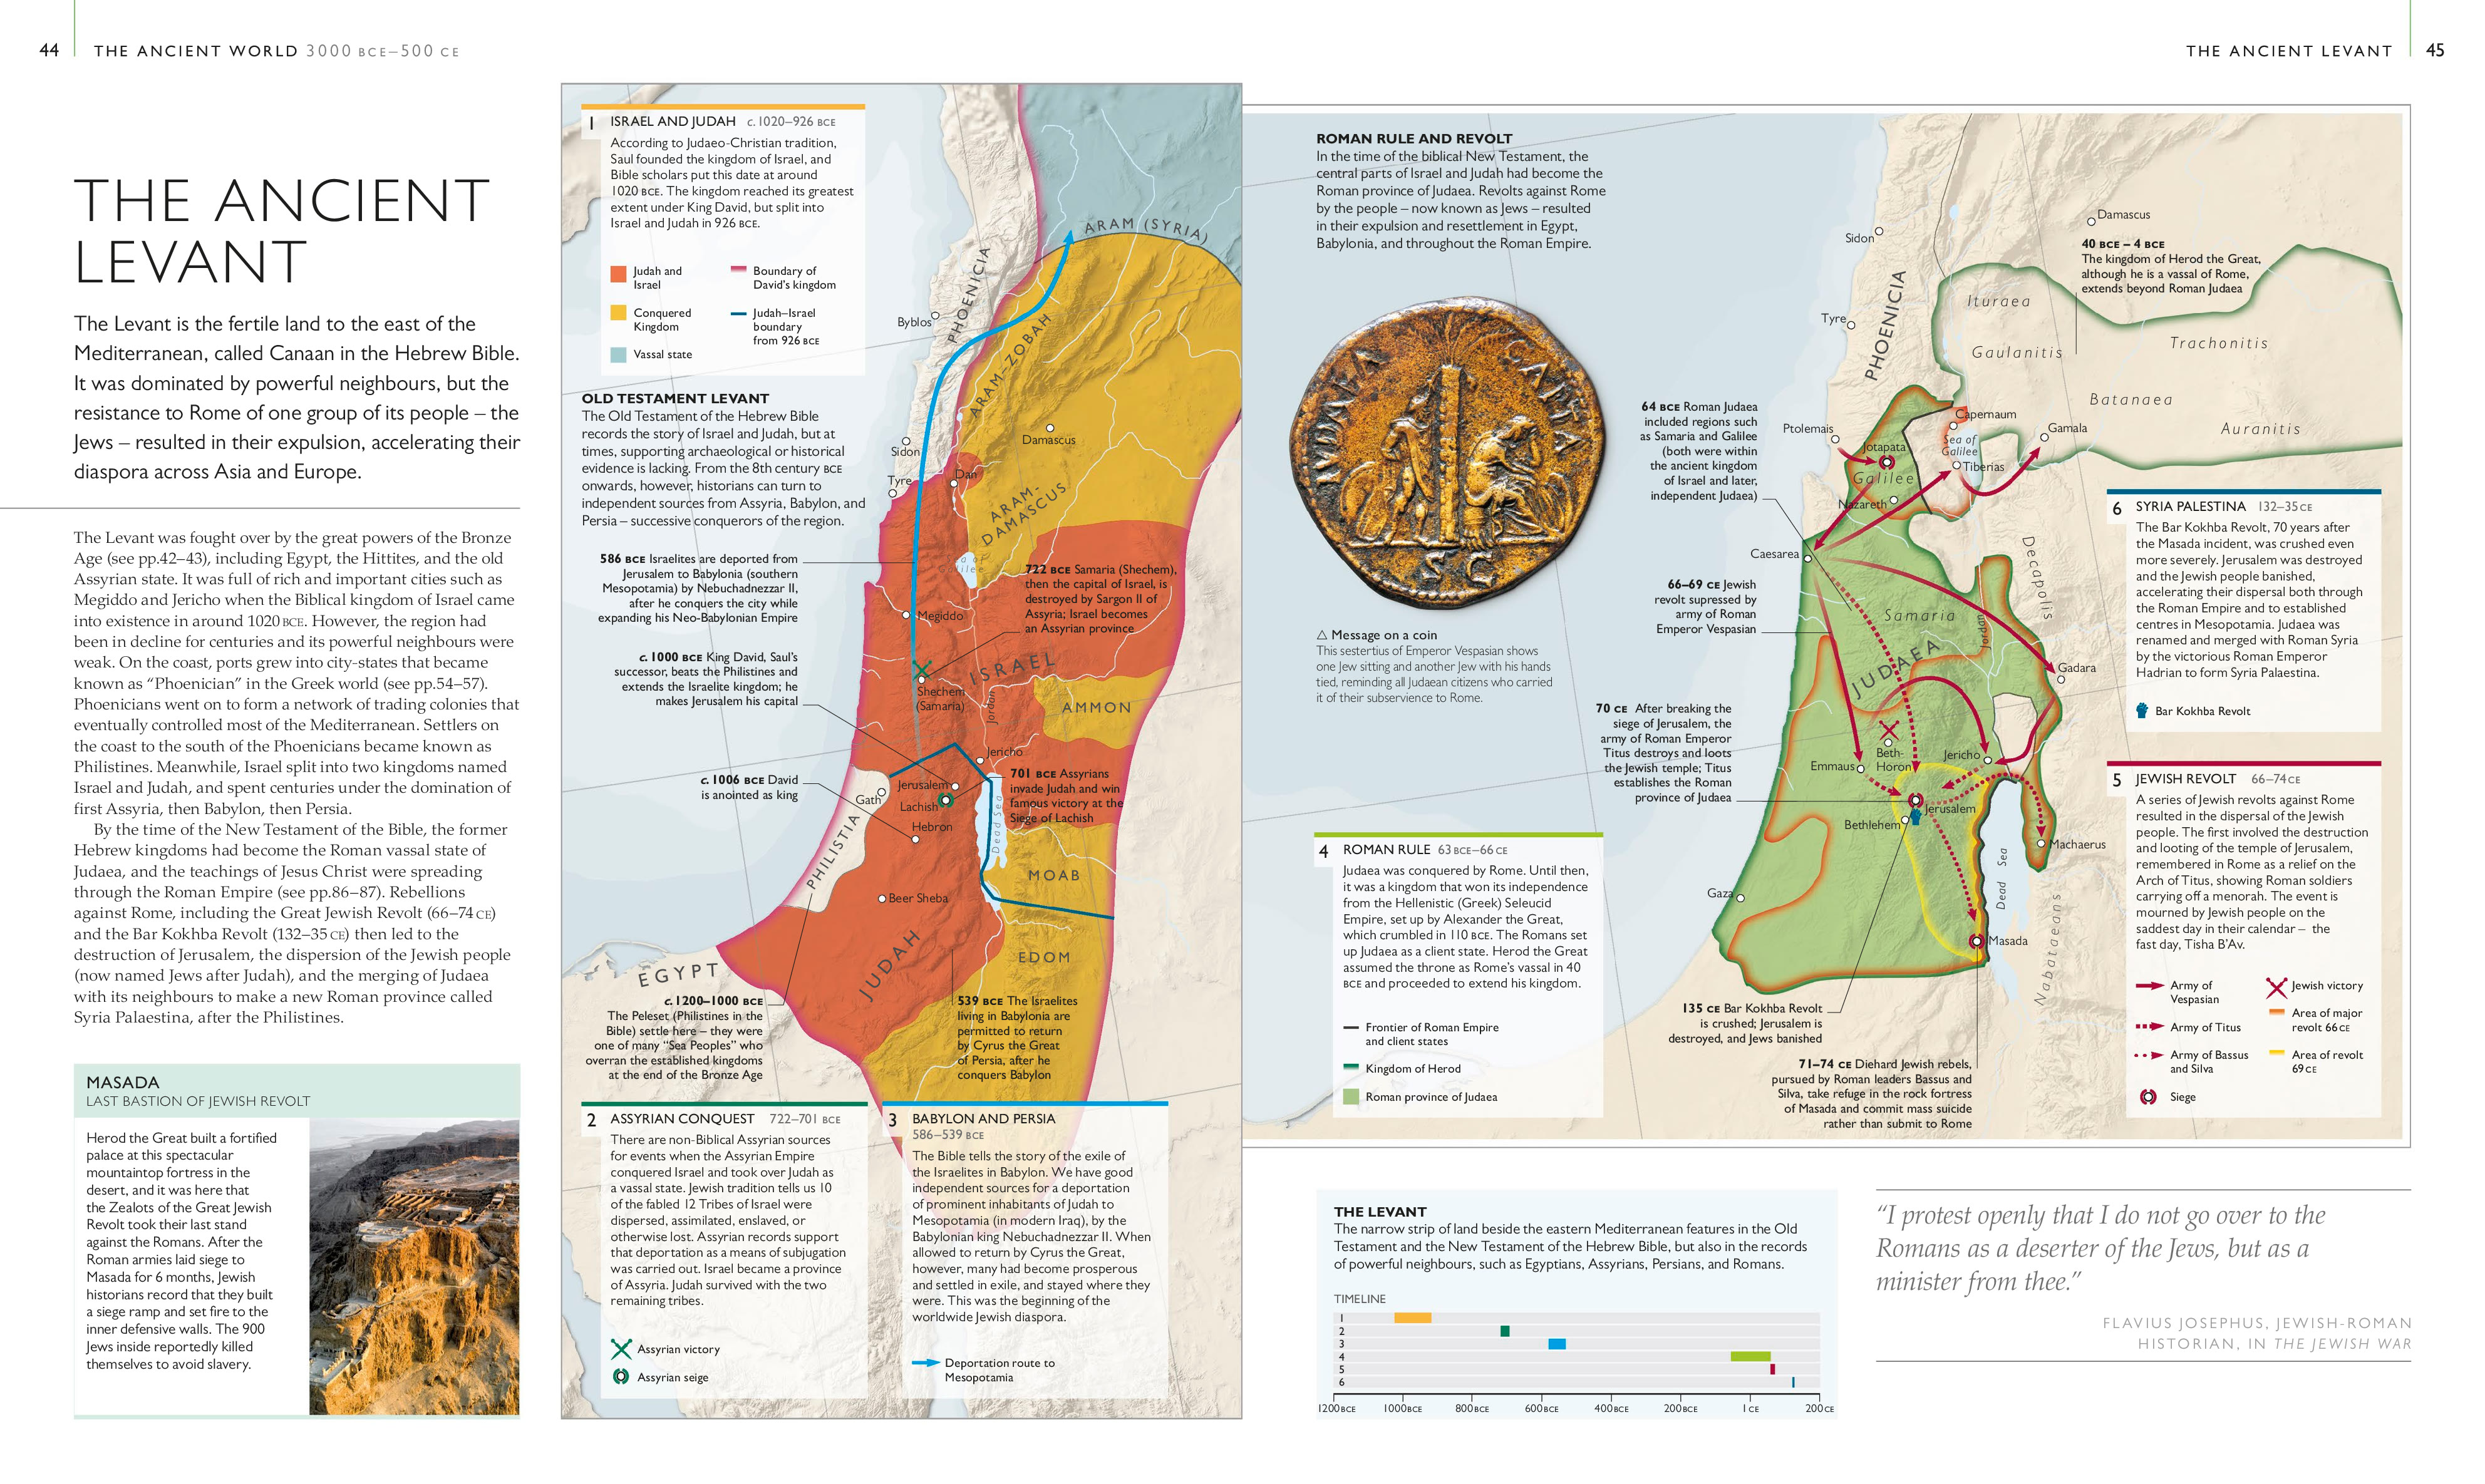 44
THE ANCIENT WORLD 3000 BCE–500 CE
THE ANCIENT LEVANT
45
THE ANCIENT
LEVANT
The Levant is the fertile land to the east of the
Mediterranean, called Canaan in the Hebrew Bible.
It was dominated by powerful neighbours, but the
resistance to Rome of one group of its people – the
Jews – resulted in their expulsion, accelerating their
diaspora across Asia and Europe.
The Levant was fought over by the great powers of the Bronze
Age (see pp.42–43), including Egypt, the Hittites, and the old
Assyrian state. It was full of rich and important cities such as
Megiddo and Jericho when the Biblical kingdom of Israel came
into existence in around 1020 BCE. However, the region had
been in decline for centuries and its powerful neighbours were
weak. On the coast, ports grew into city-states that became
known as “Phoenician” in the Greek world (see pp.54–57).
Phoenicians went on to form a network of trading colonies that
eventually controlled most of the Mediterranean. Settlers on
the coast to the south of the Phoenicians became known as
Philistines. Meanwhile, Israel split into two kingdoms named
Israel and Judah, and spent centuries under the domination of
first Assyria, then Babylon, then Persia.
By the time of the New Testament of the Bible, the former
Hebrew kingdoms had become the Roman vassal state of
Judaea, and the teachings of Jesus Christ were spreading
through the Roman Empire (see pp.86–87). Rebellions
against Rome, including the Great Jewish Revolt (66–74 CE)
and the Bar Kokhba Revolt (132–35 CE) then led to the
destruction of Jerusalem, the dispersion of the Jewish people
(now named Jews after Judah), and the merging of Judaea
with its neighbours to make a new Roman province called
Syria Palaestina, after the Philistines.
MASADA
LAST BASTION OF JEWISH REVOLT
Herod the Great built a fortified
palace at this spectacular
mountaintop fortress in the
desert, and it was here that
the Zealots of the Great Jewish
Revolt took their last stand
against the Romans. After the
Roman armies laid siege to
Masada for 6 months, Jewish
historians record that they built
a siege ramp and set fire to the
inner defensive walls. The 900
Jews inside reportedly killed
themselves to avoid slavery.
1 ISRAEL AND JUDAH c. 1020–926 BCE
According to Judaeo-Christian tradition,
Saul founded the kingdom of Israel, and
Bible scholars put this date at around
1020 BCE. The kingdom reached its greatest
extent under King David, but split into
Israel and Judah in 926 BCE.
Judah and
Israel
Conquered
Kingdom
Vassal state
Boundary of
David’s kingdom
Judah–Israel
boundary
from 926 BCE
OLD TESTAMENT LEVANT
The Old Testament of the Hebrew Bible
records the story of Israel and Judah, but at
times, supporting archaeological or historical
evidence is lacking. From the 8th century BCE
onwards, however, historians can turn to
independent sources from Assyria, Babylon, and
Persia – successive conquerors of the region.
586 BCE Israelites are deported from
Jerusalem to Babylonia (southern
Mesopotamia) by Nebuchadnezzar II,
after he conquers the city while
expanding his Neo-Babylonian Empire
c. 1000 BCE King David, Saul’s
successor, beats the Philistines and
extends the Israelite kingdom; he
makes Jerusalem his capital
c. 1006 BCE David
is anointed as king
c. 1200–1000 BCE
The Peleset (Philistines in the
Bible) settle here – they were
one of many “Sea Peoples” who
overran the established kingdoms
at the end of the Bronze Age
722 BCE Samaria (Shechem),
then the capital of Israel, is
destroyed by Sargon II of
Assyria; Israel becomes
an Assyrian province
701 BCE Assyrians
invade Judah and win
famous victory at the
Siege of Lachish
539 BCE The Israelites
living in Babylonia are
permitted to return
by Cyrus the Great
of Persia, after he
conquers Babylon
ARAM (SYRIA)
PHOENICIA
Byblos
ARAM–ZOBAH
Damascus
Sidon
Dan
Tyre
ARAM–
DAMASCUS
Megiddo
ISRAEL
Shechem
(Samaria)
Jordan
AMMON
Jericho
Jerusalem
Gath
Lachish
Hebron
Dead Sea
PHILISTIA
MOAB
Beer Sheba
JUDAH
EDOM
EGYPT
2 ASSYRIAN CONQUEST 722–701 BCE
There are non-Biblical Assyrian sources
for events when the Assyrian Empire
conquered Israel and took over Judah as
a vassal state. Jewish tradition tells us 10
of the fabled 12 Tribes of Israel were
dispersed, assimilated, enslaved, or
otherwise lost. Assyrian records support
that deportation as a means of subjugation
was carried out. Israel became a province
of Assyria. Judah survived with the two
remaining tribes.
Assyrian victory
Assyrian seige
3 BABYLON AND PERSIA
586–539 BCE
The Bible tells the story of the exile of
the Israelites in Babylon. We have good
independent sources for a deportation
of prominent inhabitants of Judah to
Mesopotamia (in modern Iraq), by the
Babylonian king Nebuchadnezzar II. When
allowed to return by Cyrus the Great,
however, many had become prosperous
and settled in exile, and stayed where they
were. This was the beginning of the
worldwide Jewish diaspora.
Deportation route to
Mesopotamia
ROMAN RULE AND REVOLT
In the time of the biblical New Testament, the
central parts of Israel and Judah had become the
Roman province of Judaea. Revolts against Rome
by the people – now known as Jews – resulted
in their expulsion and resettlement in Egypt,
Babylonia, and throughout the Roman Empire.
IUDAEA CAPTA
S C
△ Message on a coin
This sestertius of Emperor Vespasian shows
one Jew sitting and another Jew with his hands
tied, reminding all Judaean citizens who carried
it of their subservience to Rome.
64 BCE Roman Judaea
included regions such
as Samaria and Galilee
(both were within
the ancient kingdom
of Israel and later,
independent Judaea)
66–69 CE Jewish
revolt supressed by
army of Roman
Emperor Vespasian
70 CE After breaking the
siege of Jerusalem, the
army of Roman Emperor
Titus destroys and loots
the Jewish temple; Titus
establishes the Roman
province of Judaea
40 BCE – 4 BCE
The kingdom of Herod the Great,
although he is a vassal of Rome,
extends beyond Roman Judaea
135 CE Bar Kokhba Revolt
is crushed; Jerusalem is
destroyed, and Jews banished
71–74 CE Diehard Jewish rebels,
pursued by Roman leaders Bassus and
Silva, take refuge in the rock fortress
of Masada and commit mass suicide
rather than submit to Rome
Damascus
Sidon
PHOENICIA
Tyre
Ituraea
Gaulanitis
Trachonitis
Batanaea
Auranitis
Capernaum
Ptolemais
Gamala
Jotapata
Sea of
Galilee
Tiberias
Galilee
Nazareth
Caesarea
Decapolis
Samaria
Jordan
JUDAEA
Gadara
Beth-
Horon
Jericho
Emmaus
Jerusalem
Bethlehem
Machaerus
Gaza
Dead Sea
Masada
Nabataeans
4 ROMAN RULE 63 BCE–66 CE
Judaea was conquered by Rome. Until then,
it was a kingdom that won its independence
from the Hellenistic (Greek) Seleucid
Empire, set up by Alexander the Great,
which crumbled in 110 BCE. The Romans set
up Judaea as a client state. Herod the Great
assumed the throne as Rome’s vassal in 40
BCE and proceeded to extend his kingdom.
Frontier of Roman Empire
and client states
Kingdom of Herod
Roman province of Judaea
6 SYRIA PALESTINA 132–35 CE
The Bar Kokhba Revolt, 70 years after
the Masada incident, was crushed even
more severely. Jerusalem was destroyed
and the Jewish people banished,
accelerating their dispersal both through
the Roman Empire and to established
centres in Mesopotamia. Judaea was
renamed and merged with Roman Syria
by the victorious Roman Emperor
Hadrian to form Syria Palaestina.
Bar Kokhba Revolt
5 JEWISH REVOLT 66–74 CE
A series of Jewish revolts against Rome
resulted in the dispersal of the Jewish
people. The first involved the destruction
and looting of the temple of Jerusalem,
remembered in Rome as a relief on the
Arch of Titus, showing Roman soldiers
carrying off a menorah. The event is
mourned by Jewish people on the
saddest day in their calendar – the
fast day, Tisha B’Av.
Army of
Vespasian
Army of Titus
Army of Bassus
and Silva
Siege
Jewish victory
Area of major
revolt 66 CE
Area of revolt
69 CE
THE LEVANT
The narrow strip of land beside the eastern Mediterranean features in the Old
Testament and the New Testament of the Hebrew Bible, but also in the records
of powerful neighbours, such as Egyptians, Assyrians, Persians, and Romans.
TIMELINE
1
2
3
4
5
6
1200 BCE 1000 BCE 800 BCE 600 BCE 400 BCE 200 BCE 1 CE 200 CE
“I protest openly that I do not go over to the
Romans as a deserter of the Jews, but as a
minister from thee.”
FLAVIUS JOSEPHUS, JEWISH-ROMAN
HISTORIAN, IN THE JEWISH WAR